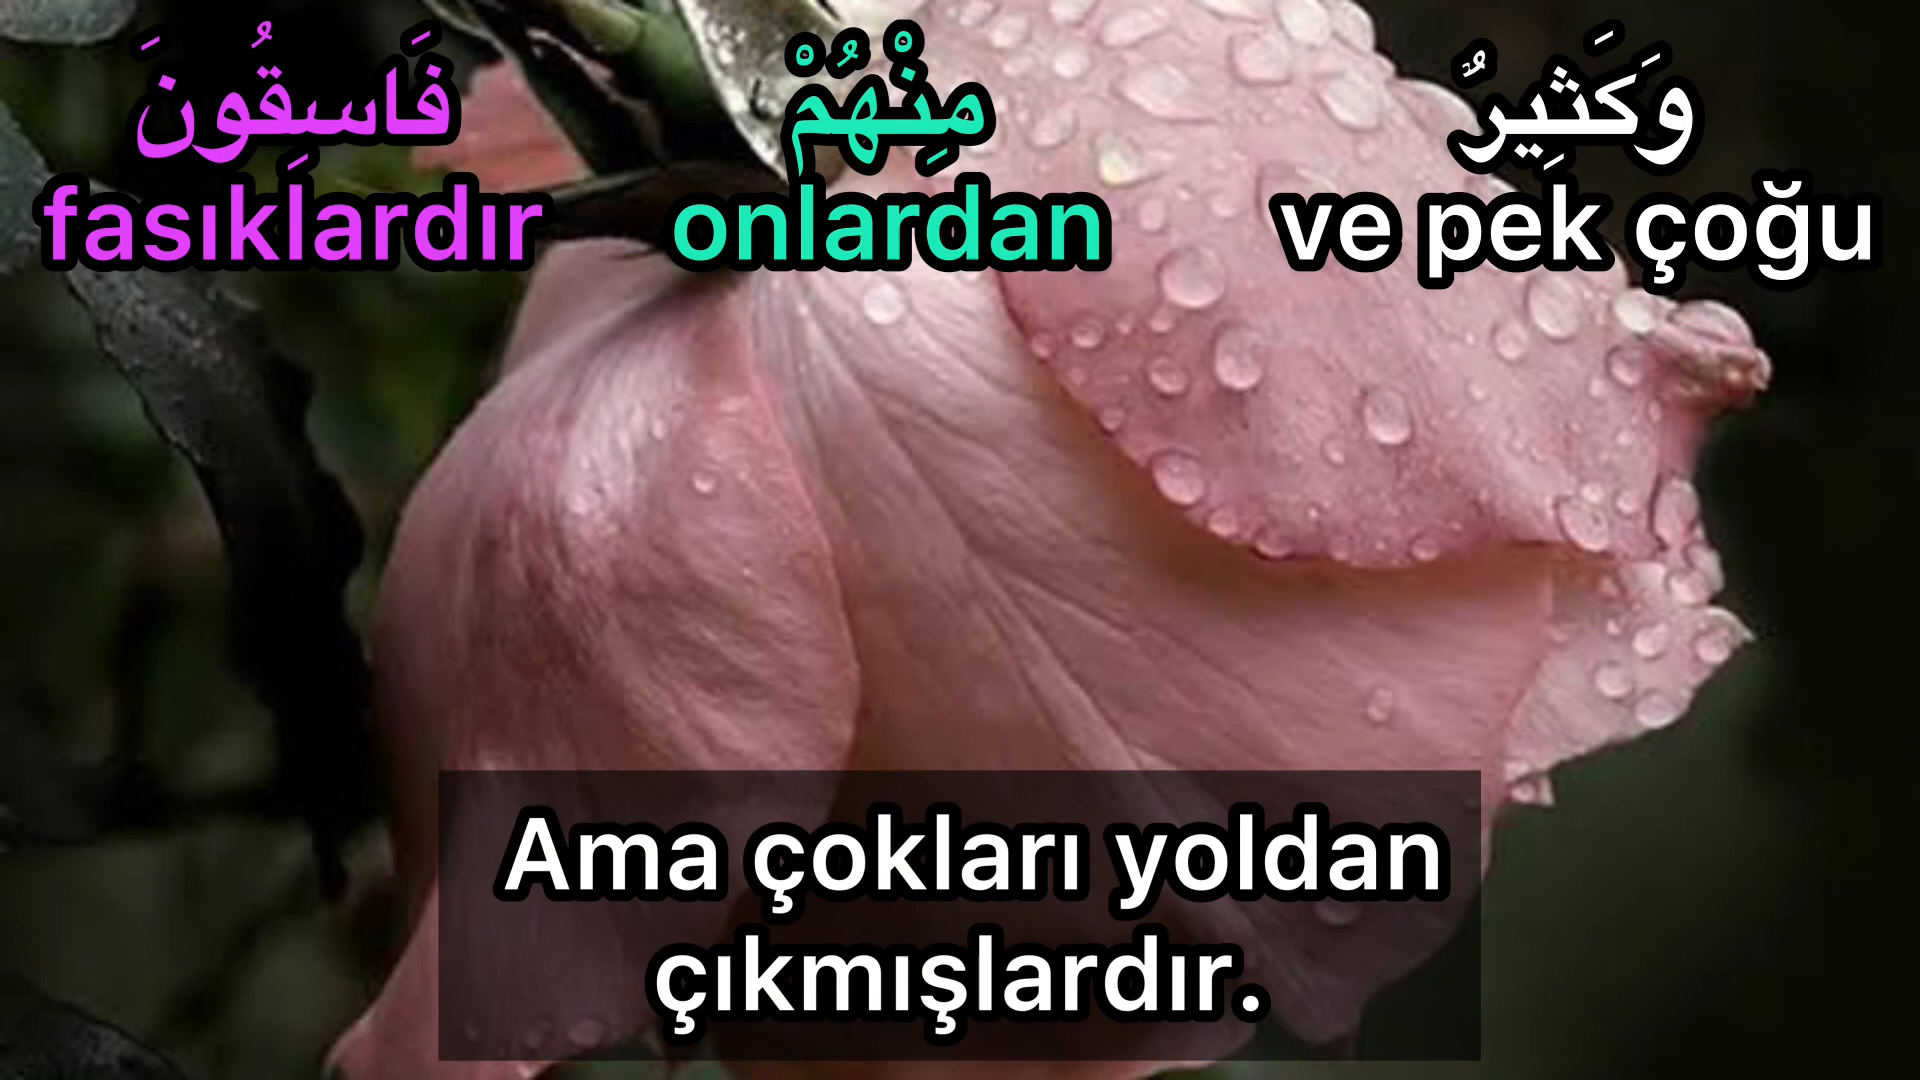 وَكَثِيرٌ مِنْهُمْ فَاسِقُونَ
ve pek çoğu onlardan fasıklardır
Ama çokları yoldan
çıkmışlardır.